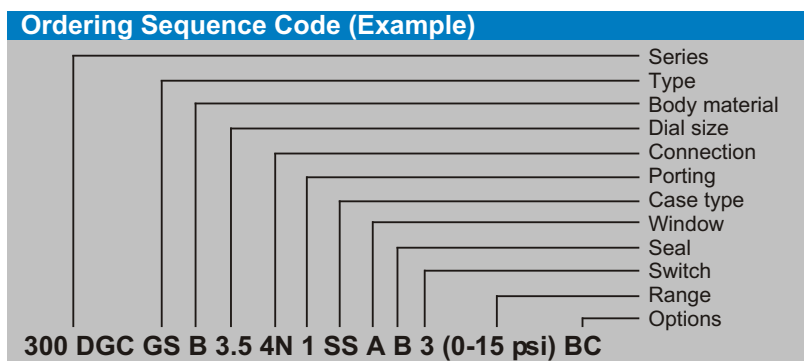 Ordering Sequence Code (Example)
Series
Type
Body material
Dial size
Connection
Porting
Case type
Window
Seal
Switch
Range
Options
300 DGC GS B 3.5 4N 1 SS A B 3 (0-15 psi) BC